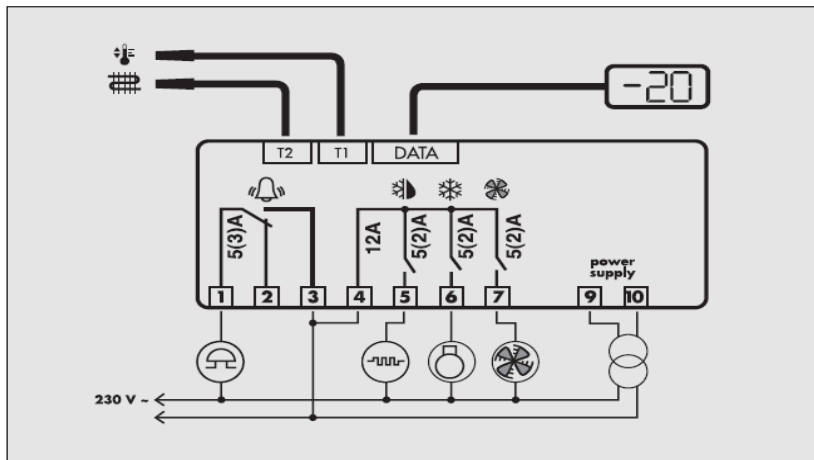 -20
T2 T1 DATA
5(3)A 12A 5(2)A 5(2)A 5(2)A
power
supply
1 2 3 4 5 6 7 9 10
230 V ~